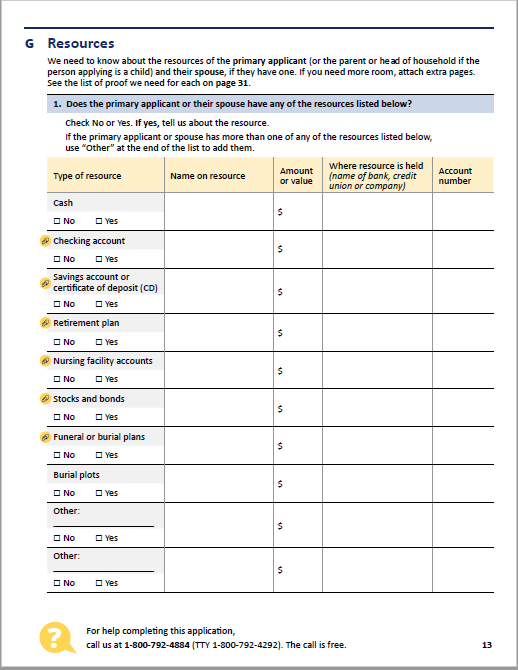 G Resources
We need to know about the resources of the primary applicant (or the parent or head of household if the
person applying is a child) and their spouse, if they have one. If you need more room, attach extra pages.
See the list of proof we need for each on page 31.
1. Does the primary applicant or their spouse have any of the resources listed below?
Check No or Yes. If yes, tell us about the resource.
If the primary applicant or spouse has more than one of any of the resources listed below,
use “Other” at the end of the list to add them.
Type of resource
Name on resource
Amount
or value
Where resource is held
(name of bank, credit
union or company)
Account
number
Cash
☐ No ☐ Yes
$
Checking account
☐ No ☐ Yes
$
Savings account or
certificate of deposit (CD)
☐ No ☐ Yes
$
Retirement plan
☐ No ☐ Yes
$
Nursing facility accounts
☐ No ☐ Yes
$
Stocks and bonds
☐ No ☐ Yes
$
Funeral or burial plans
☐ No ☐ Yes
$
Burial plots
☐ No ☐ Yes
$
Other:
☐ No ☐ Yes
$
Other:
☐ No ☐ Yes
$
?
For help completing this application,
call us at 1-800-792-4884 (TTY 1-800-792-4292). The call is free.
13